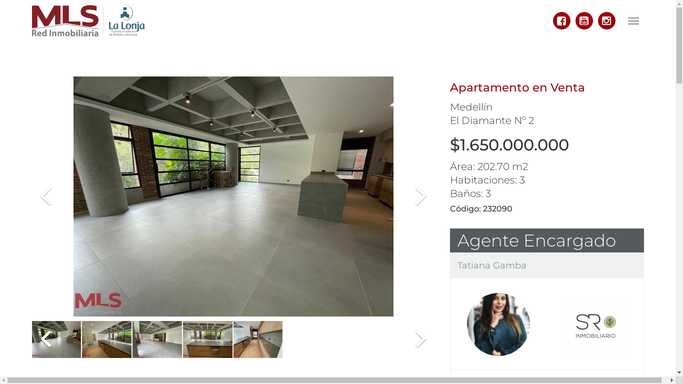 MLS
Red Inmobiliaria
La Lonja
Apartamento en Venta
Medellín
El Diamante Nº 2
$1.650.000.000
Área: 202.70 m2
Habitaciones: 3
Baños: 3
Código: 232090
Agente Encargado
Tatiana Gamba
MLS
SR
INMOBILIARIO